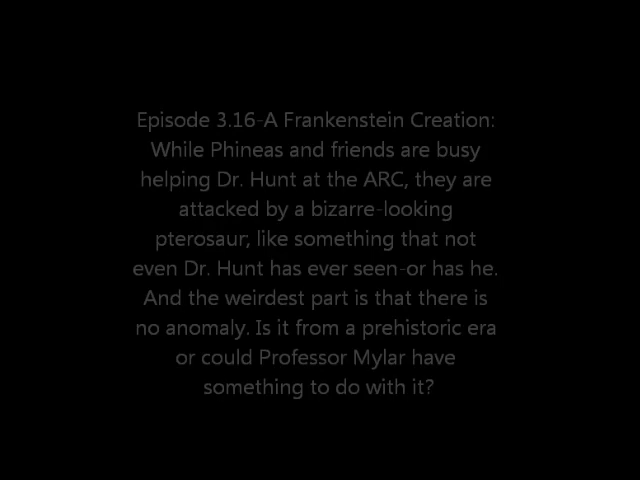 Episode 3.16-A Frankenstein Creation:
While Phineas and friends are busy
helping Dr. Hunt at the ARC, they are
attacked by a bizarre-looking
pterosaur; like something that not
even Dr. Hunt has ever seen-or has he.
And the weirdest part is that there is
no anomaly. Is it from a prehistoric era
or could Professor Mylar have
something to do with it?